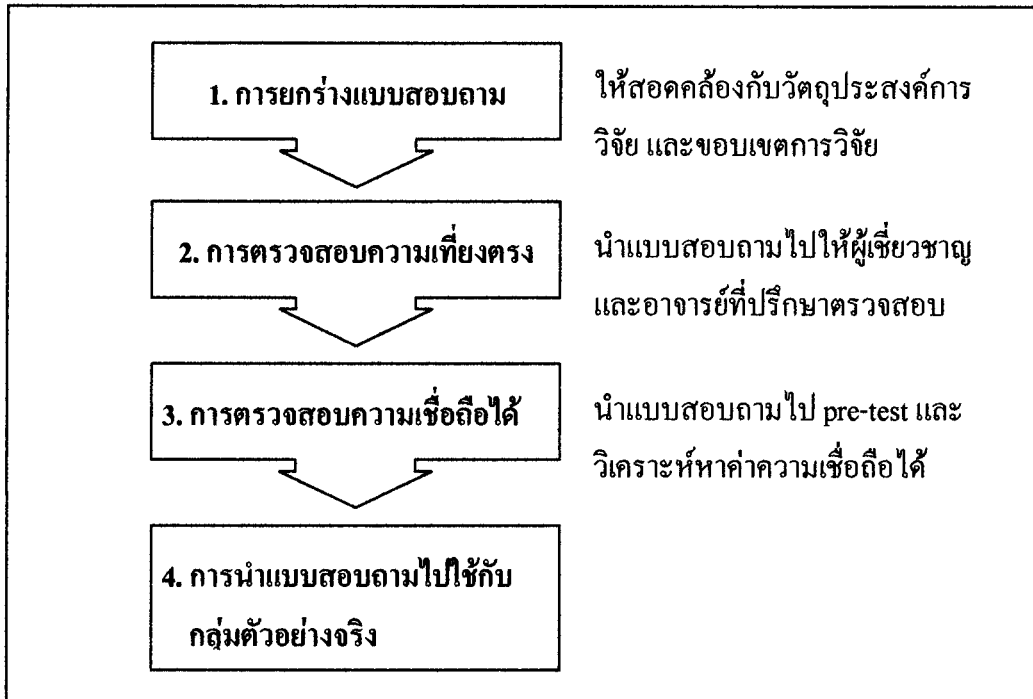 1. การยกร่างแบบสอบถาม
ให้สอดคล้องกับวัตถุประสงค์การ
วิจัย และขอบเขตการวิจัย
2. การตรวจสอบความเที่ยงตรง
นำแบบสอบถามไปให้ผู้เชี่ยวชาญ
และอาจารย์ที่ปรึกษาตรวจสอบ
3. การตรวจสอบความเชื่อถือได้
นำแบบสอบถามไป pre-test และ
วิเคราะห์หาค่าความเชื่อถือได้
4. การนำแบบสอบถามไปใช้กับ
กลุ่มตัวอย่างจริง